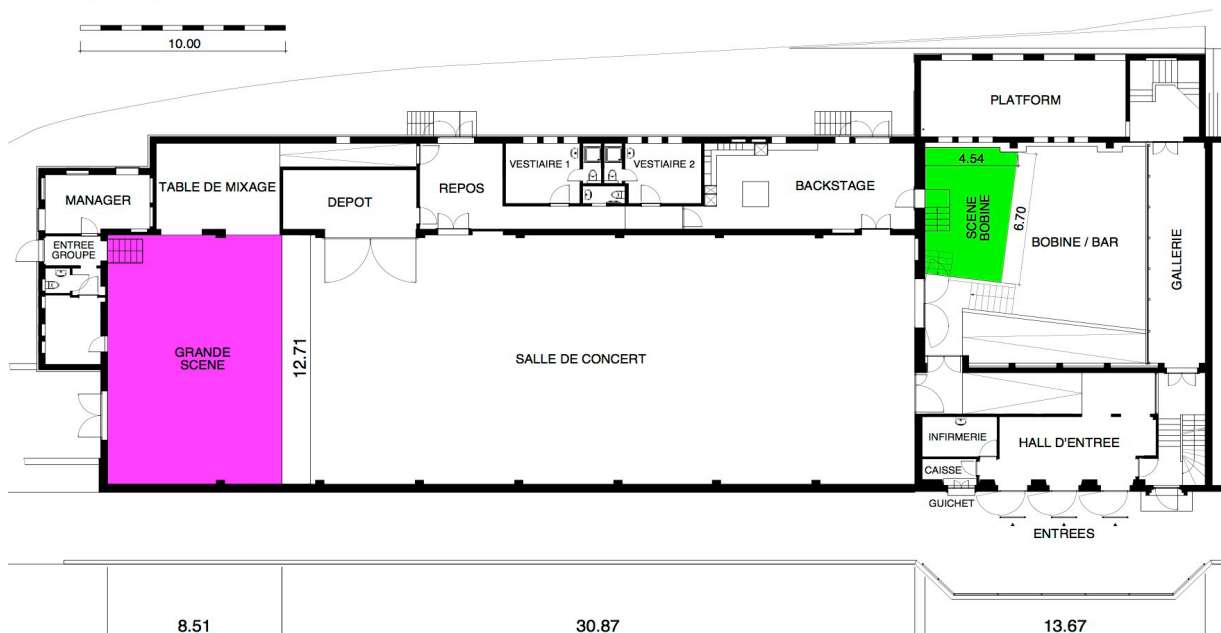 10.00
PLATFORM
VESTIAIRE 1
VESTIAIRE 2
4.54
TABLE DE MIXAGE
REPOS
BACKSTAGE
MANAGER
DEPOT
SCENE
BOBINE
6.70
BOBINE / BAR
GALLERIE
ENTREE
GROUPE
GRANDE
SCENE
12.71
SALLE DE CONCERT
INFIRMERIE
HALL D'ENTREE
CAISSE
GUICHET
ENTREES
8.51
30.87
13.67